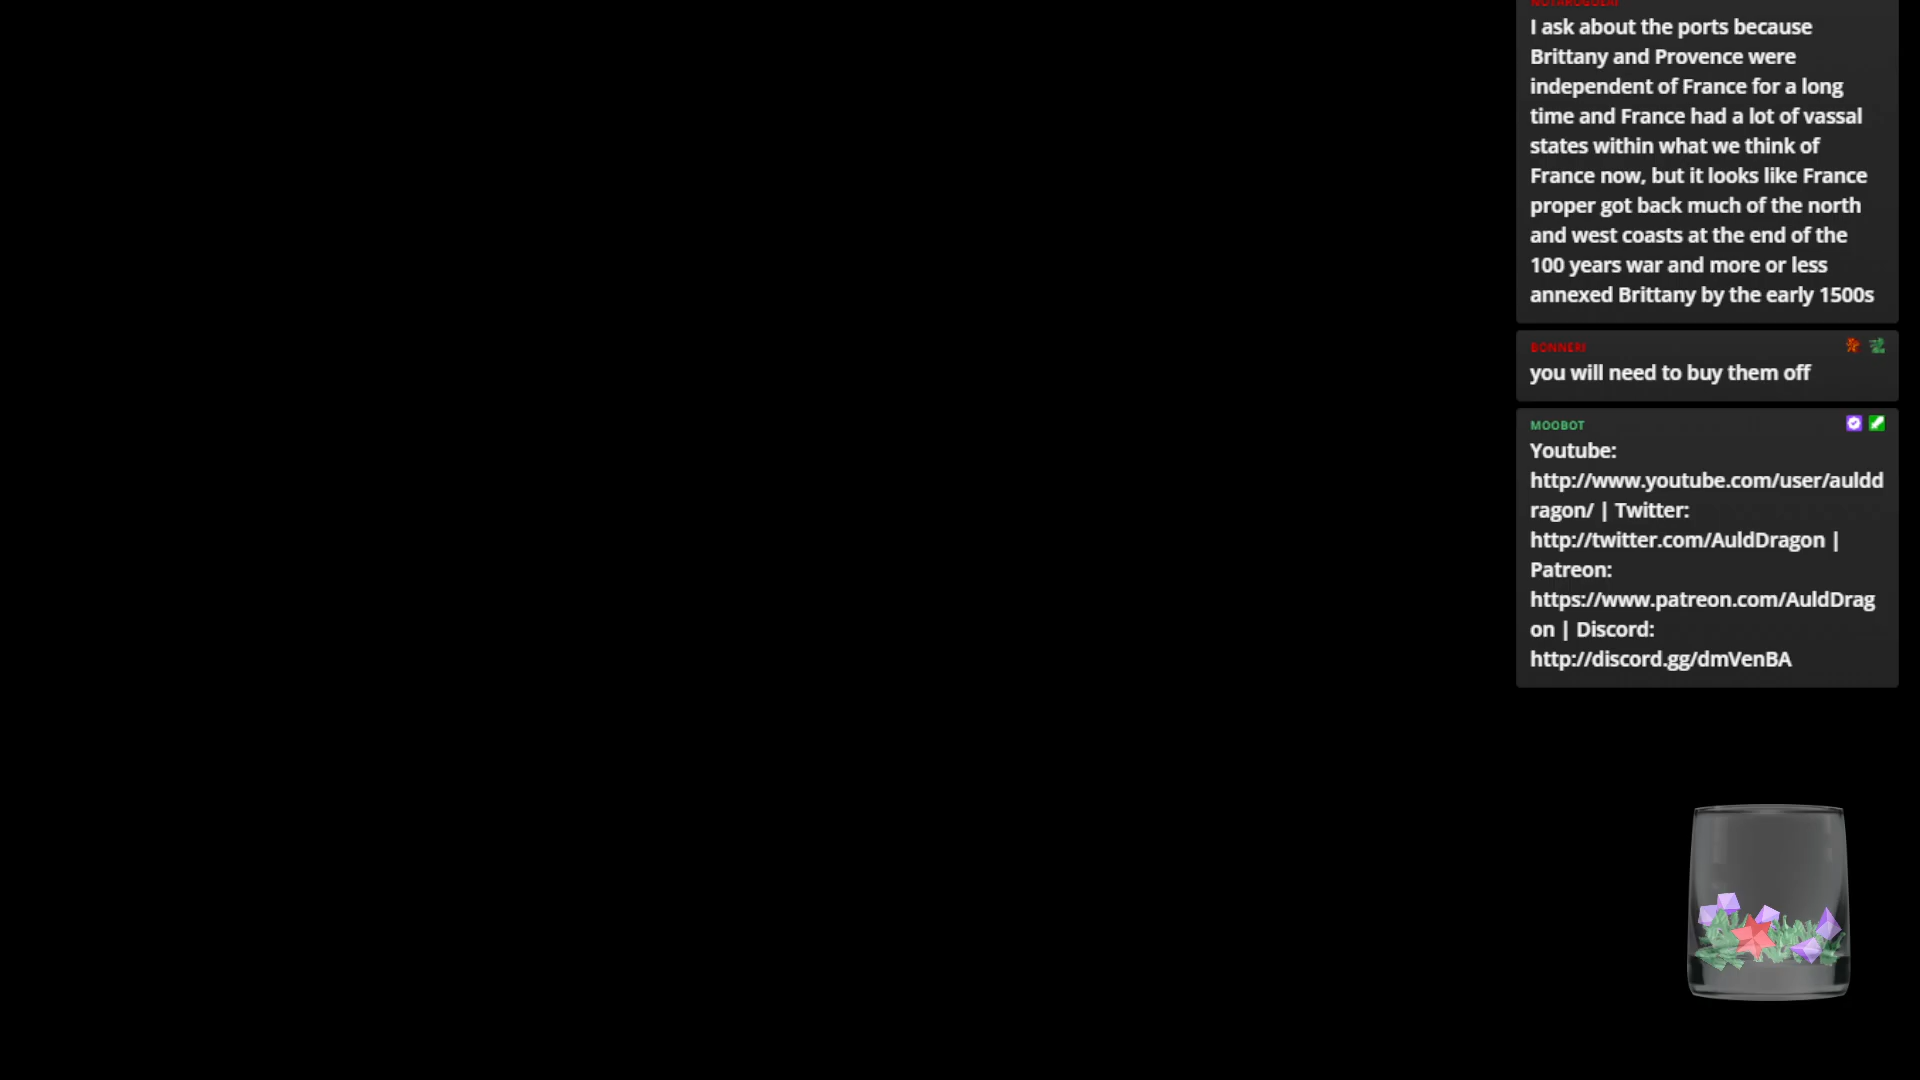 I ask about the ports because
Brittany and Provence were
independent of France for a long
time and France had a lot of vassal
states within what we think of
France now, but it looks like France
proper got back much of the north
and west coasts at the end of the
100 years war and more or less
annexed Brittany by the early 1500s
BONNERI
you will need to buy them off
MOOBOT
Youtube:
http://www.youtube.com/user/auldd
ragon/ | Twitter:
http://twitter.com/AuldDragon |
Patreon:
https://www.patreon.com/AuldDrag
on | Discord:
http://discord.gg/dmVenBA